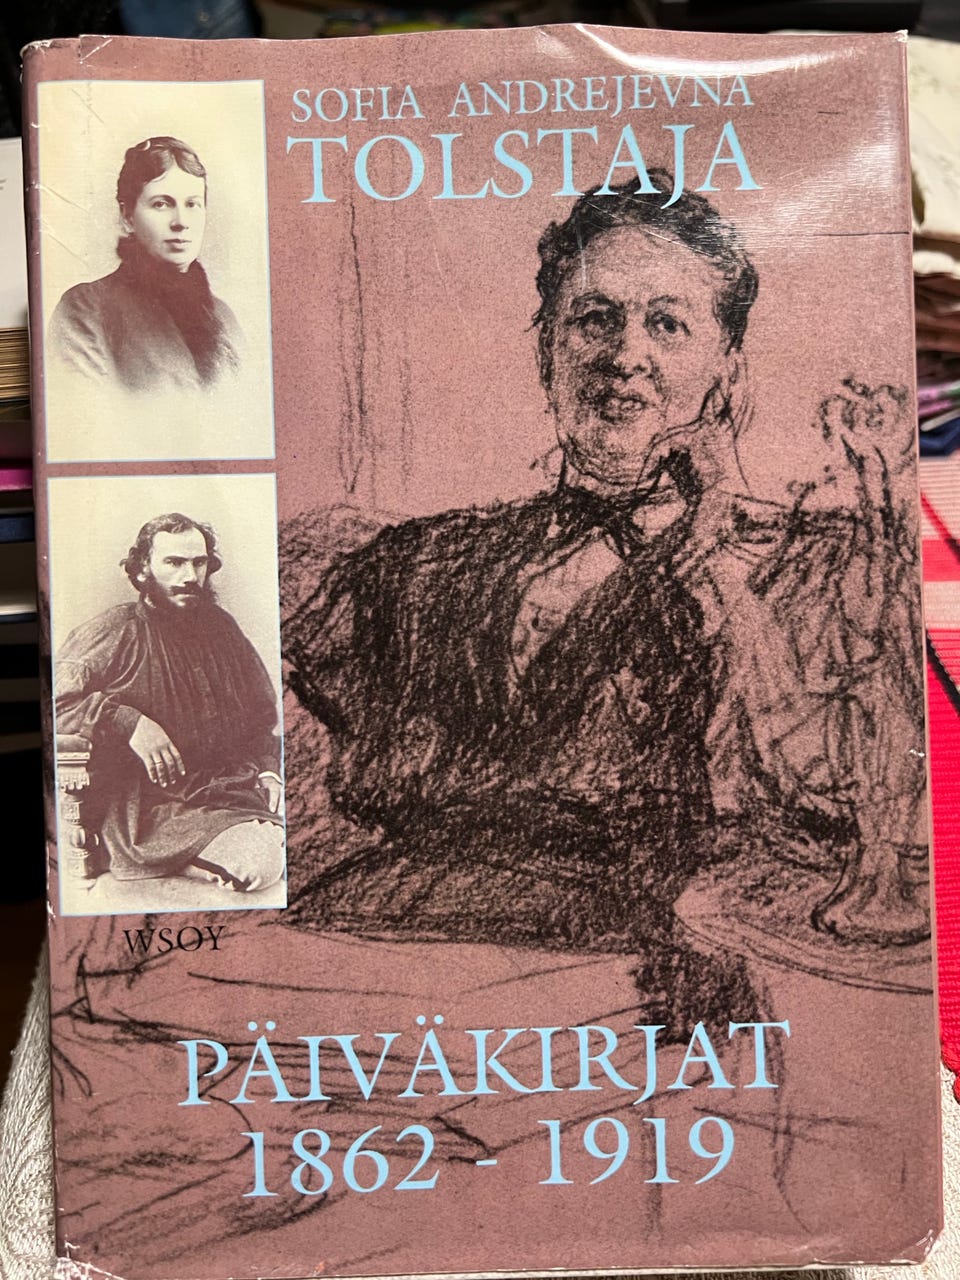 SOFIA ANDREJEVNA
TOLSTAJA
WSOY
PÄIVÄKIRJAT
1862 - 1919